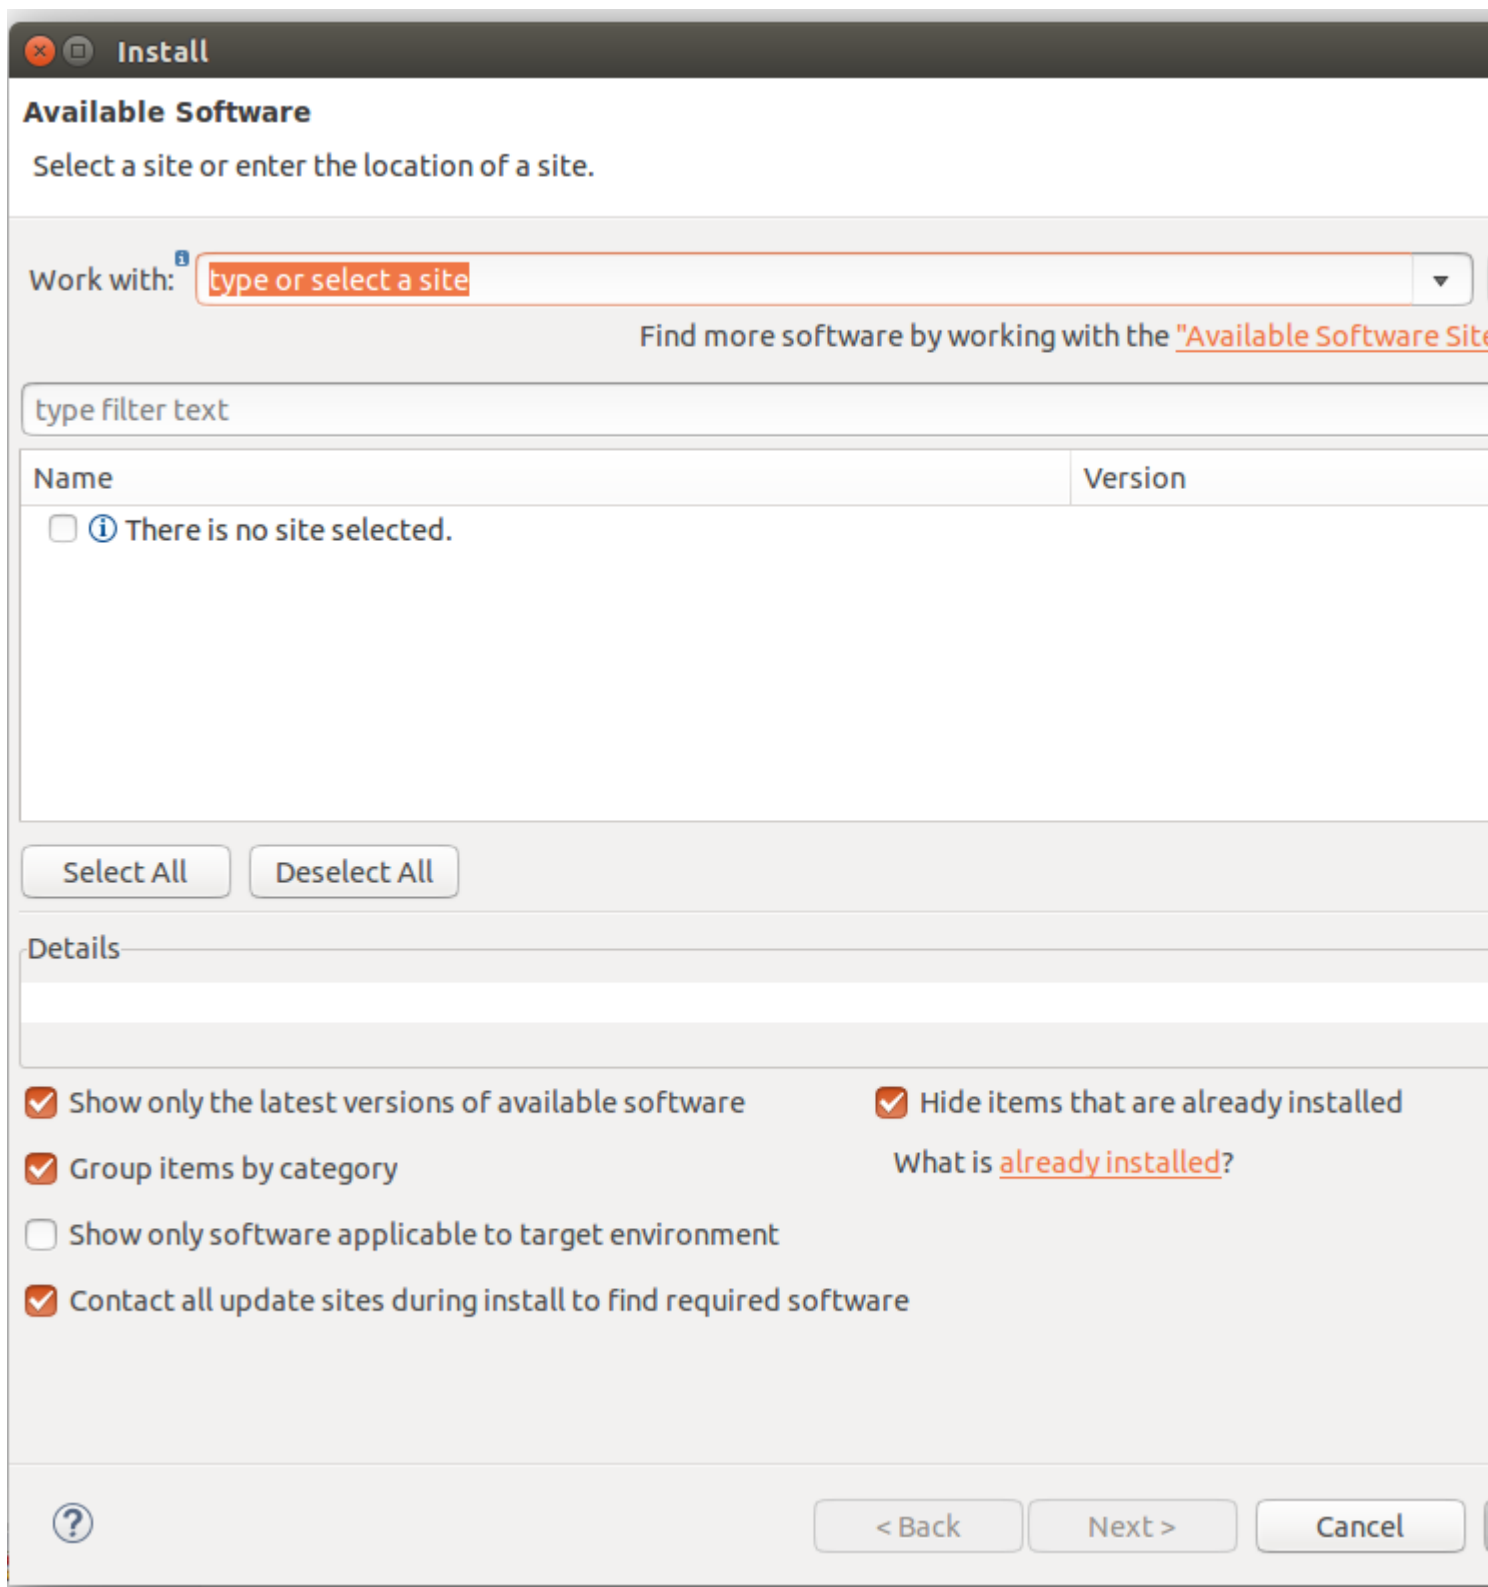 Install
Available Software
Select a site or enter the location of a site.
Work with: type or select a site
Find more software by working with the "Available Software Site
type filter text
Name Version
There is no site selected.
Select All Deselect All
Details
Show only the latest versions of available software Hide items that are already installed
Group items by category What is already installed?
Show only software applicable to target environment
Contact all update sites during install to find required software
? < Back Next > Cancel